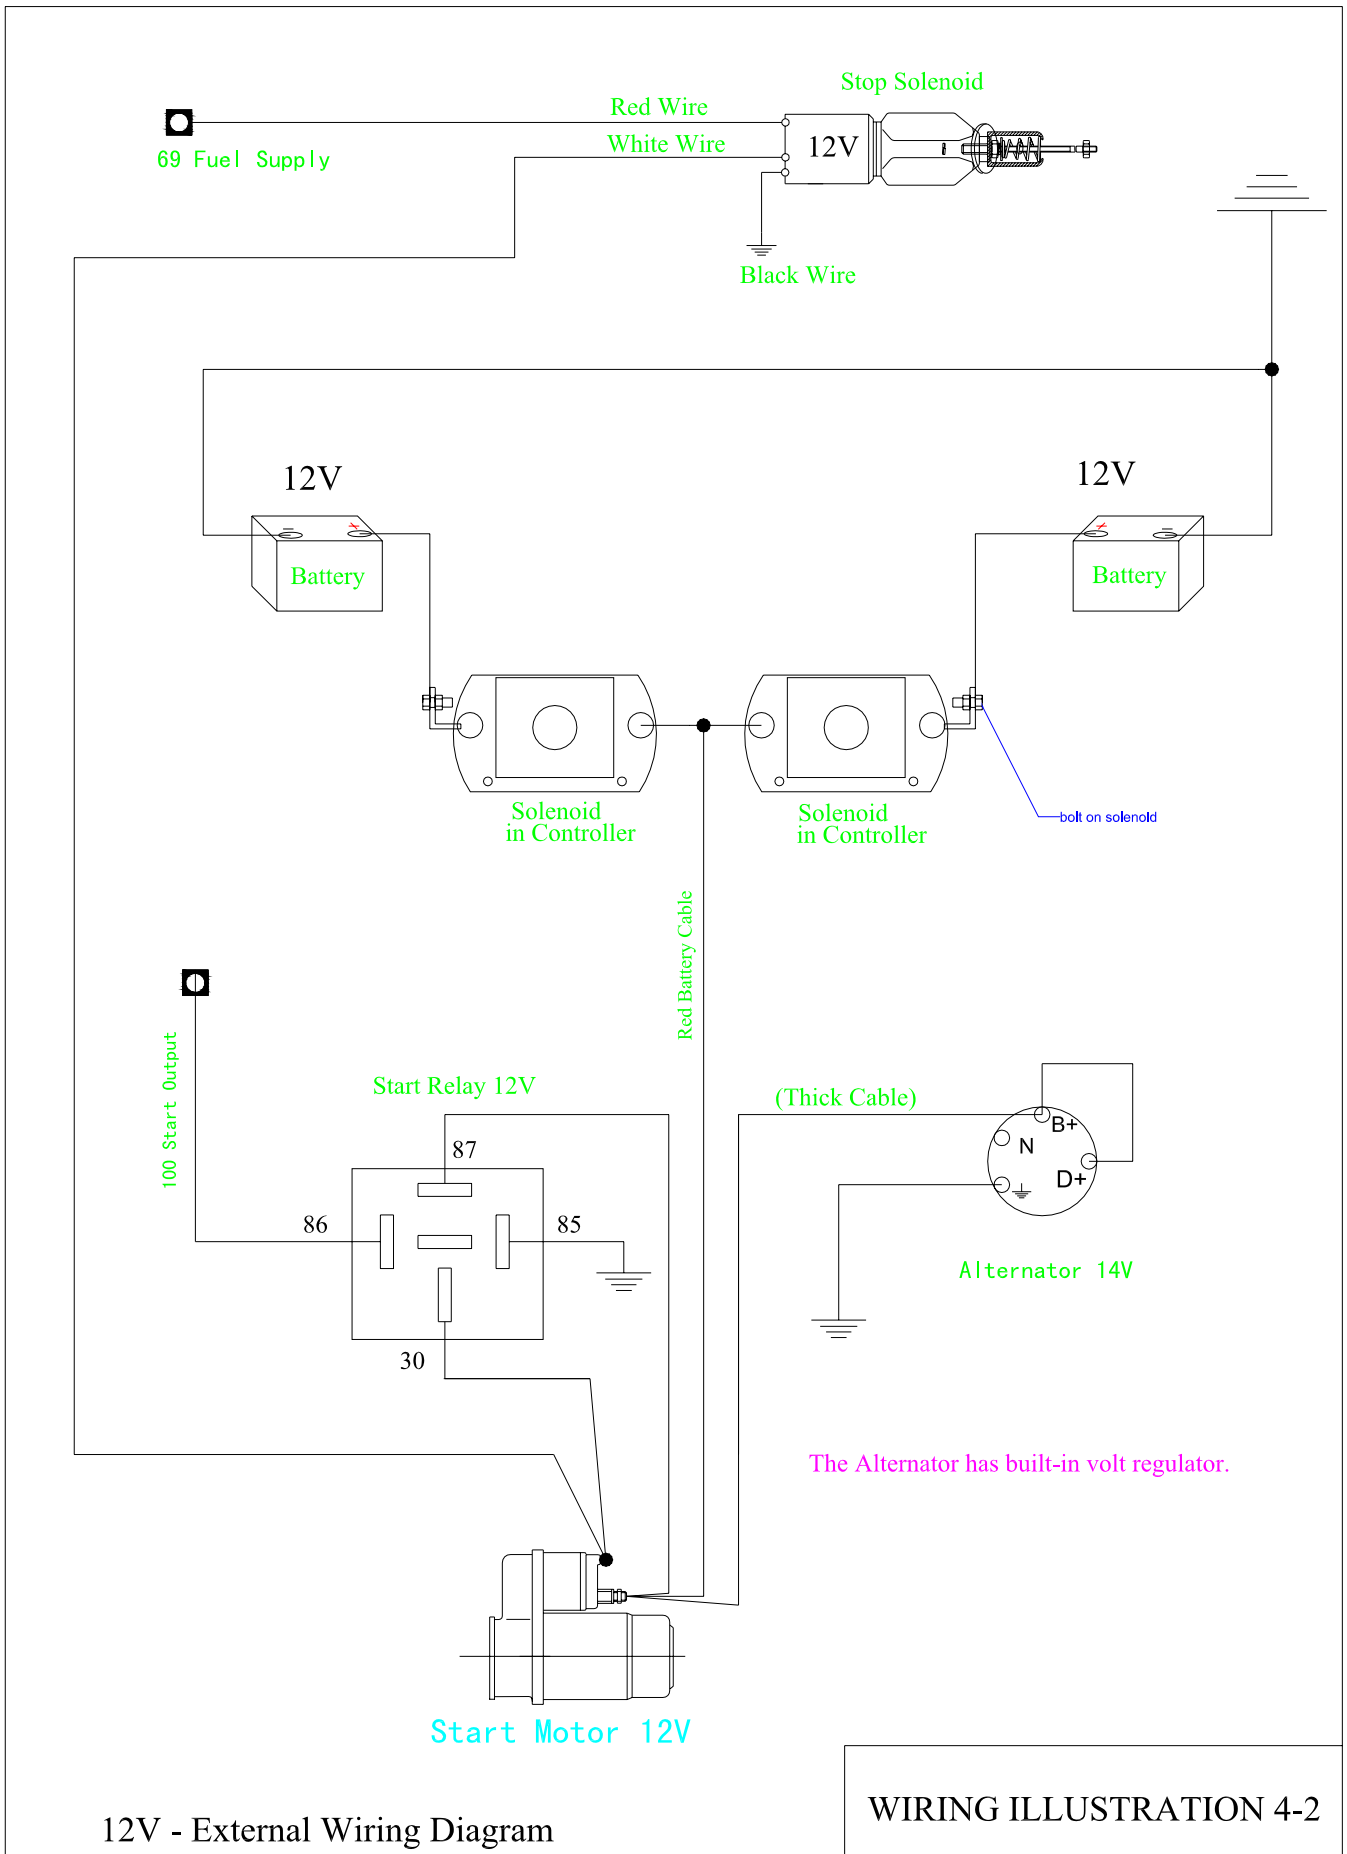 Stop Solenoid
Red Wire
White Wire
12V
69 Fuel Supply
Black Wire
12V
12V
Battery
Battery
Solenoid
in Controller
Solenoid
in Controller
bolt on solenoid
Red Battery Cable
100 Start Output
Start Relay 12V
(Thick Cable)
87
86
85
30
B+
N
D+
Alternator 14V
The Alternator has built-in volt regulator.
Start Motor 12V
WIRING ILLUSTRATION 4-2
12V - External Wiring Diagram